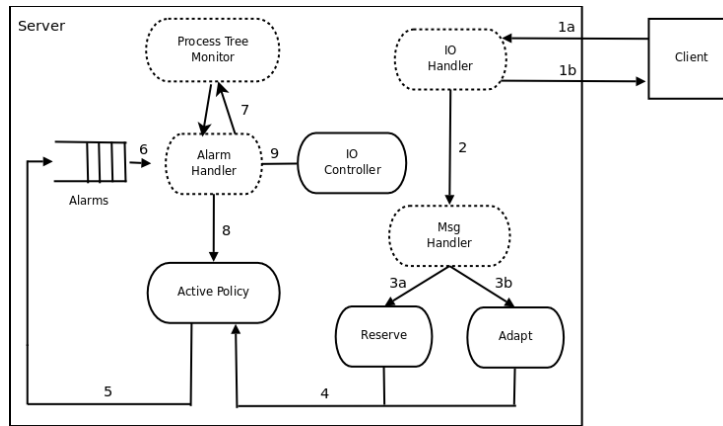 Server
Process Tree
Monitor
IO
Handler
1a
1b
Client
7
6
Alarms
Alarm
Handler
9
IO
Controller
2
8
Msg
Handler
3a
3b
Active Policy
Reserve
Adapt
5
4